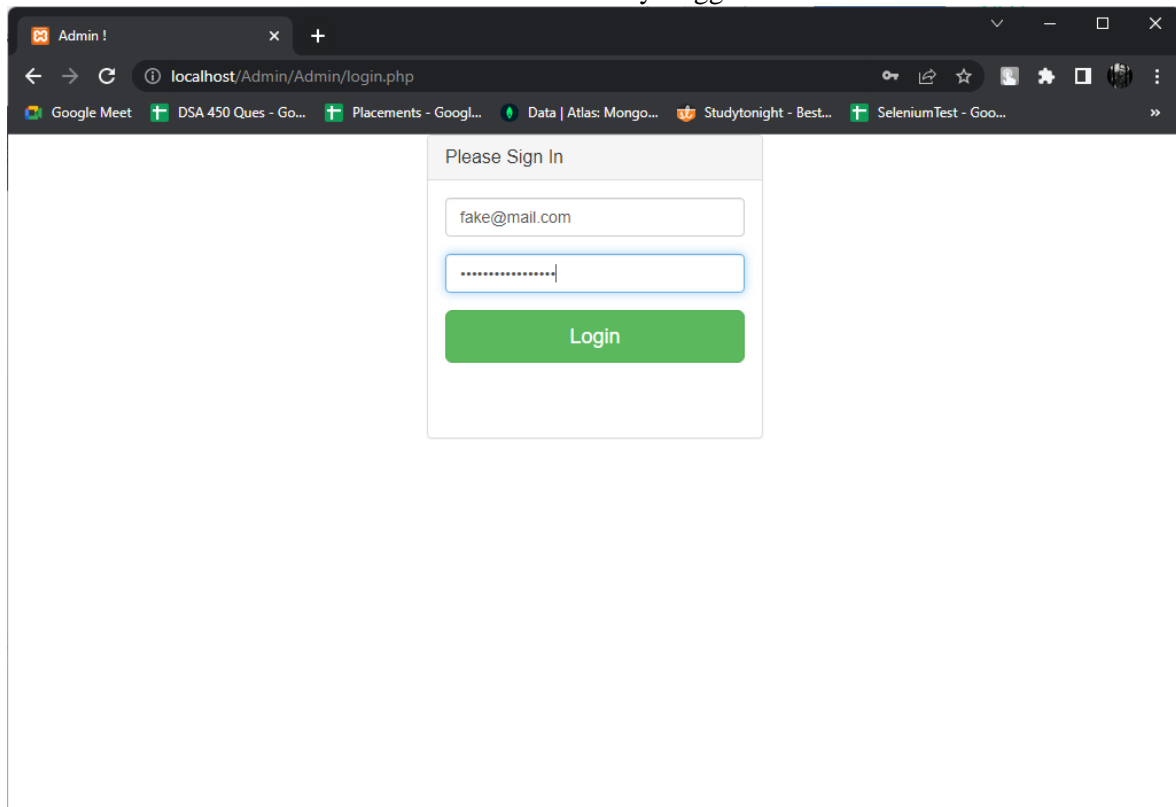 Admin !
localhost/Admin/Admin/login.php
Google Meet DSA 450 Ques - Go... Placements - Googl... Data | Atlas: Mongo... Studytonight - Best... SeleniumTest - Goo... »
Please Sign In
fake@mail.com
•••••••••••••••••
Login